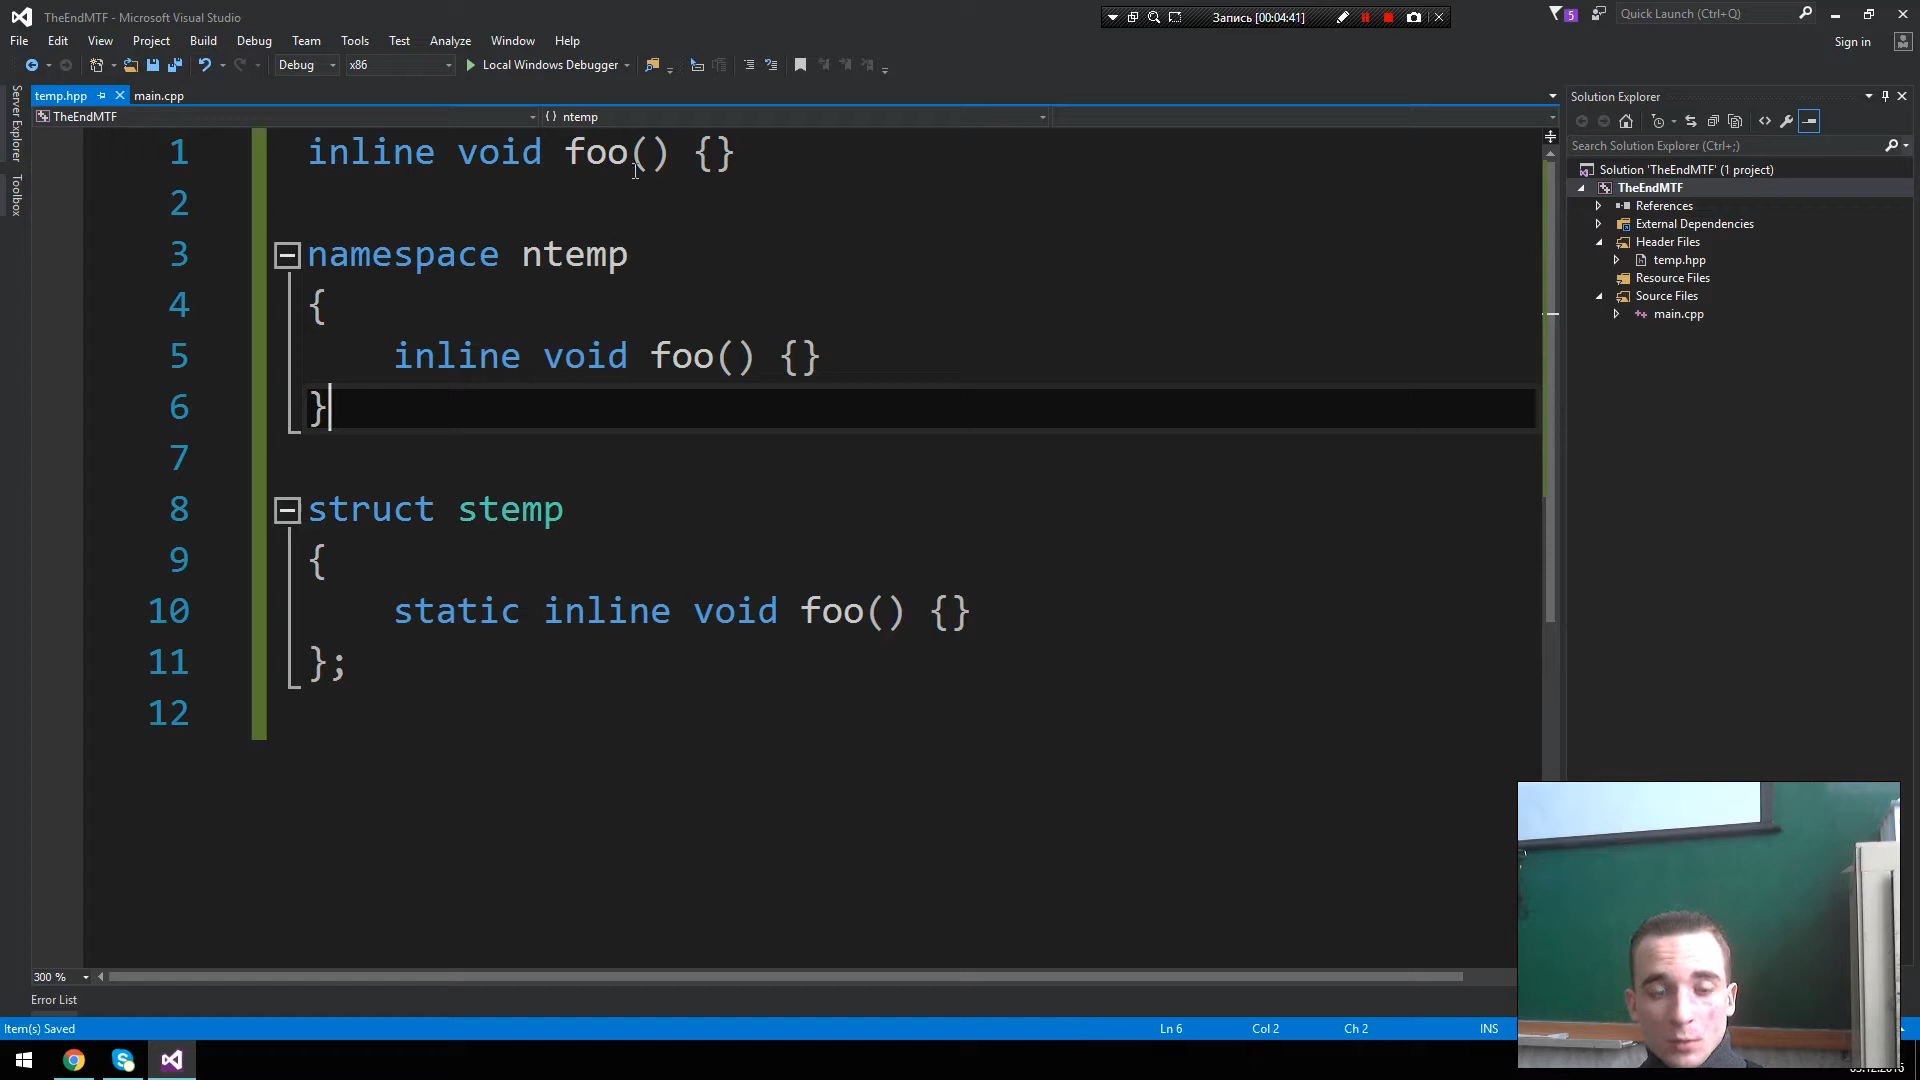 TheEndMTF - Microsoft Visual Studio
Запись [00:04:41]
5
Quick Launch (Ctrl+Q)
File Edit View Project Build Debug Team Tools Test Analyze Window Help
Sign in
Debug x86 Local Windows Debugger
Server Explorer
Toolbox
temp.hpp main.cpp
TheEndMTF {} ntemp
1 inline void foo() {}
2
3 namespace ntemp
4 {
5 inline void foo() {}
6 }
7
8 struct stemp
9 {
10 static inline void foo() {}
11 };
12
Solution Explorer
Search Solution Explorer (Ctrl+;)
Solution 'TheEndMTF' (1 project)
TheEndMTF
References
External Dependencies
Header Files
temp.hpp
Resource Files
Source Files
main.cpp
300 %
Error List
Item(s) Saved Ln 6 Col 2 Ch 2 INS